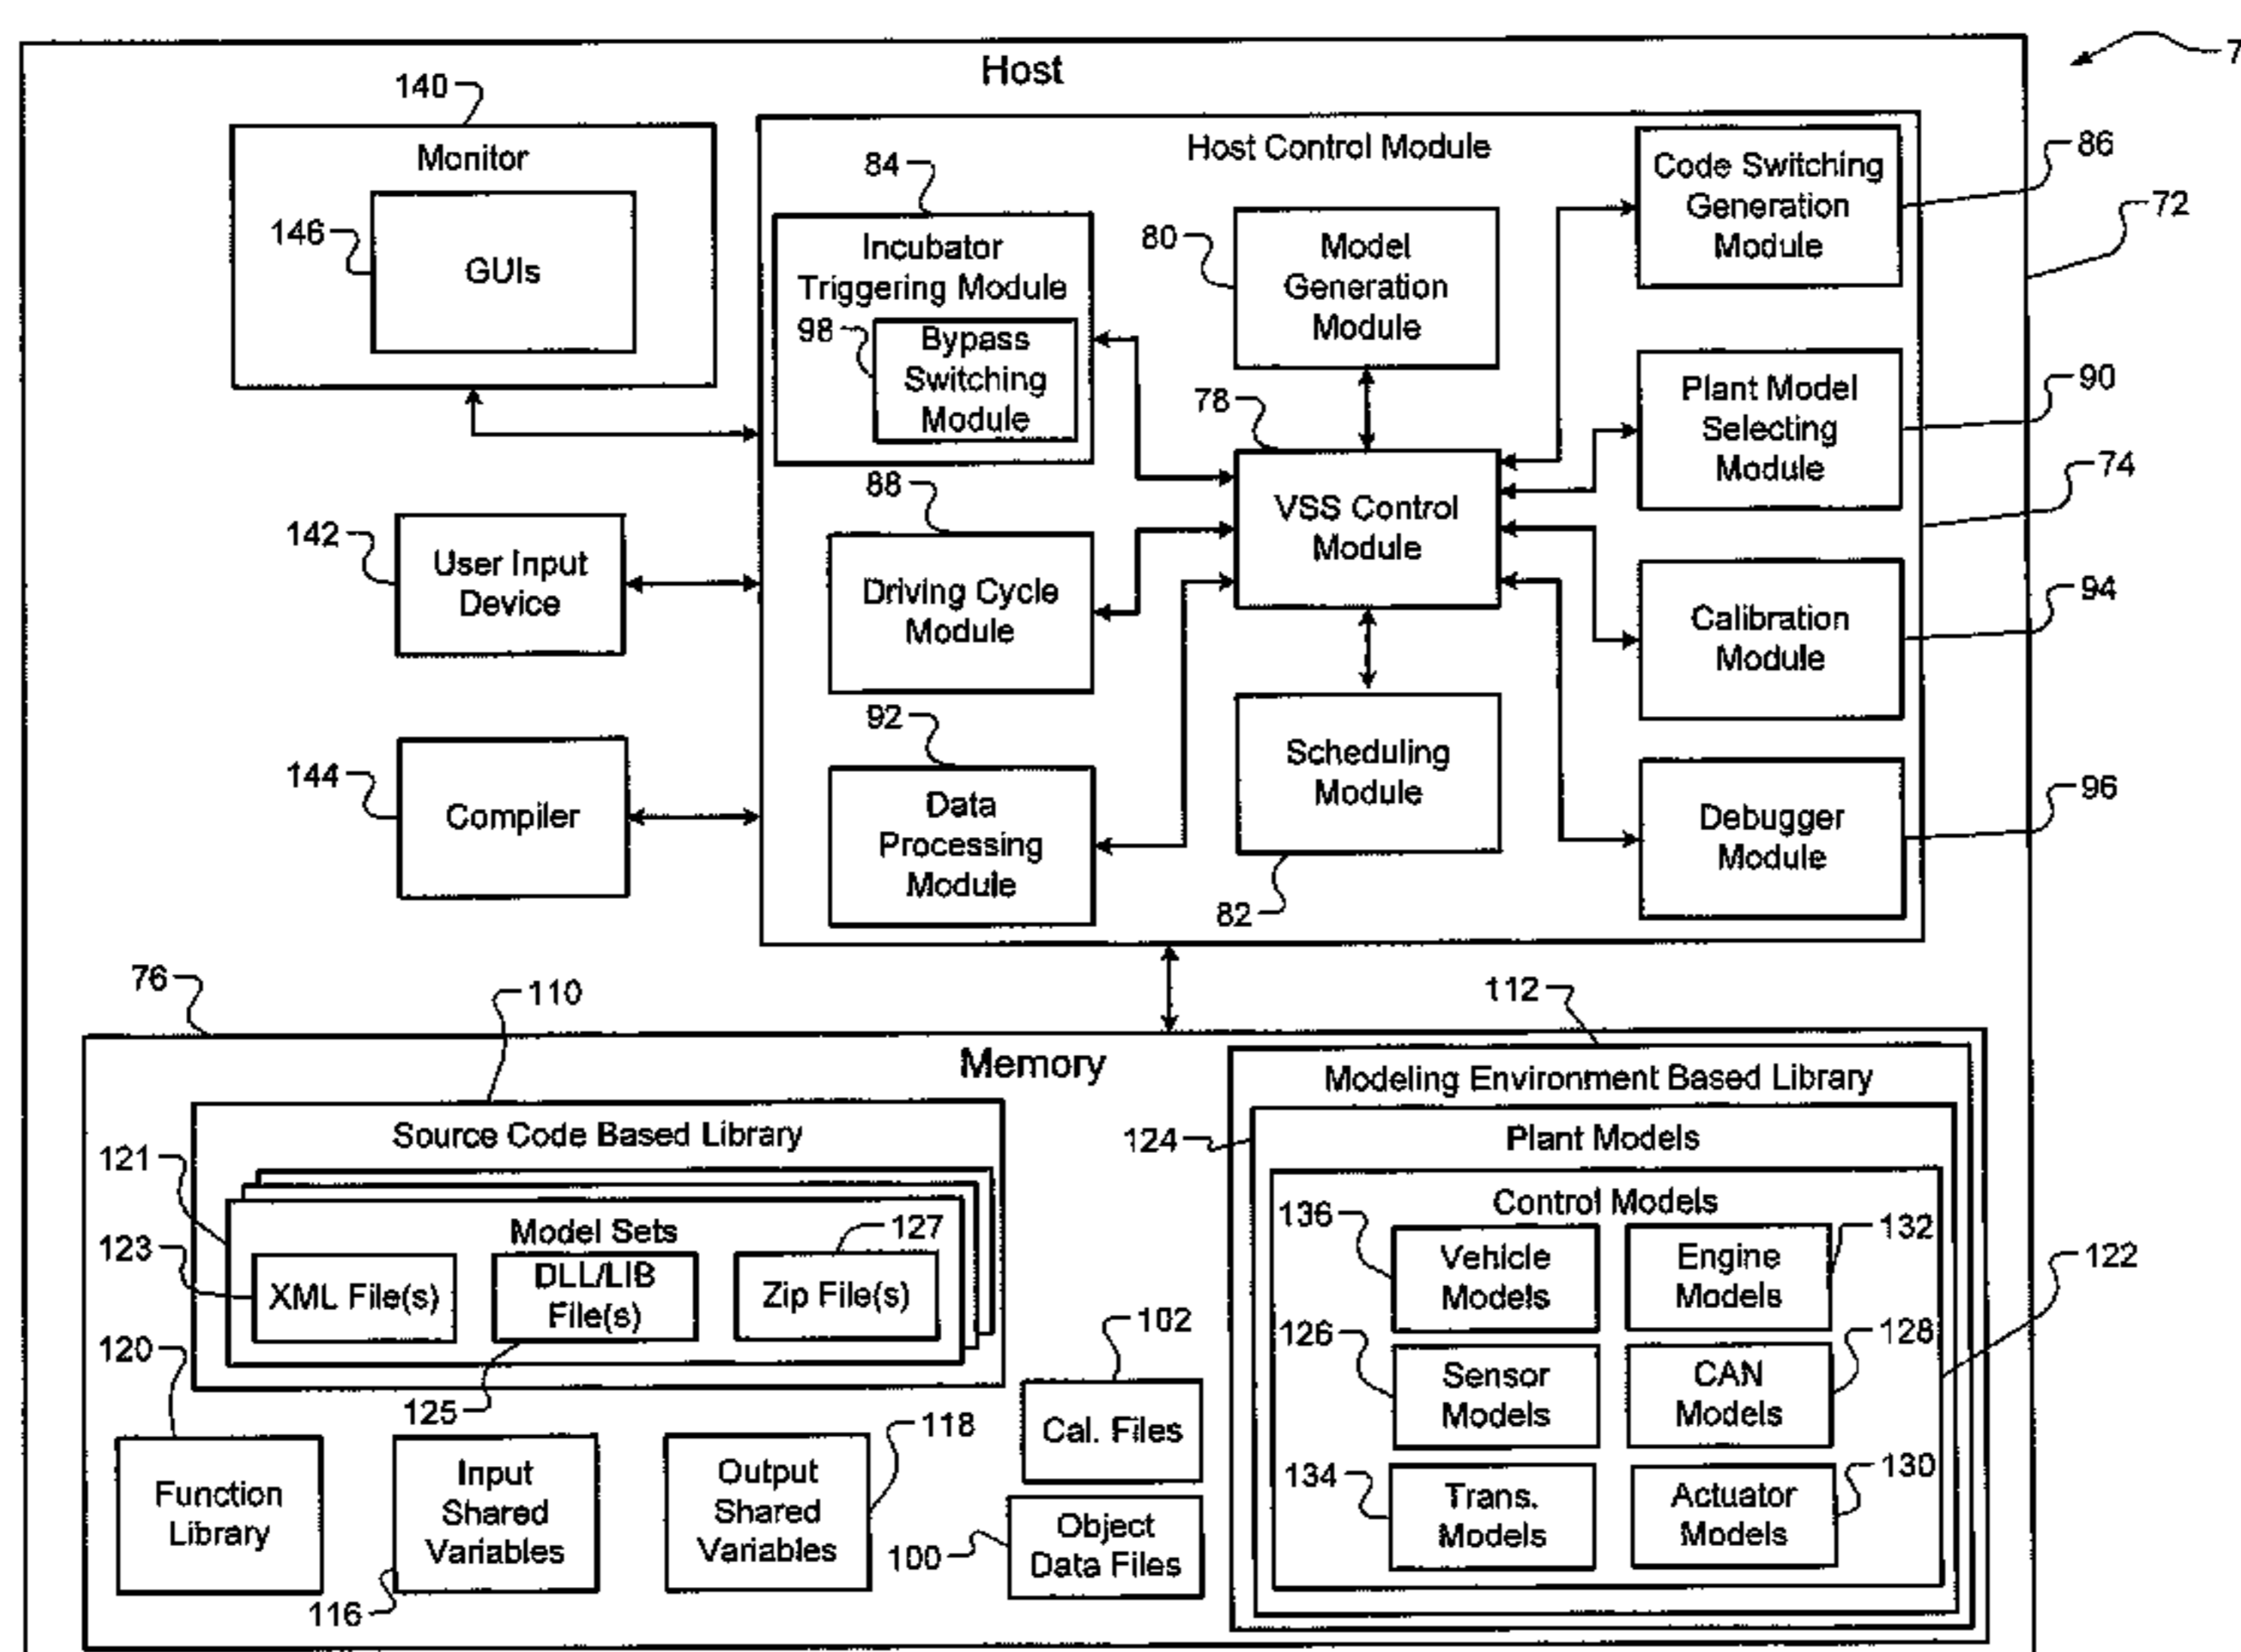 Host
7
140
Monitor
146
GUIs
Host Control Module
84
Incubator
Triggering Module
98
Bypass
Switching
Module
80
Model
Generation
Module
Code Switching
Generation
Module
86
72
78
VSS Control
Module
Plant Model
Selecting
Module
90
74
142
User Input
Device
88
Driving Cycle
Module
Calibration
Module
94
144
Compiler
92
Data
Processing
Module
Scheduling
Module
82
Debugger
Module
96
76
Memory
110
Source Code Based Library
121
Model Sets
123
XML File(s)
DLL/LIB
File(s)
125
127
Zip File(s)
120
Function
Library
Input
Shared
Variables
116
Output
Shared
Variables
118
102
Cal. Files
100
Object
Data Files
112
Modeling Environment Based Library
124
Plant Models
Control Models
122
136
Vehicle
Models
Engine
Models
132
126
Sensor
Models
CAN
Models
128
134
Trans.
Models
Actuator
Models
130